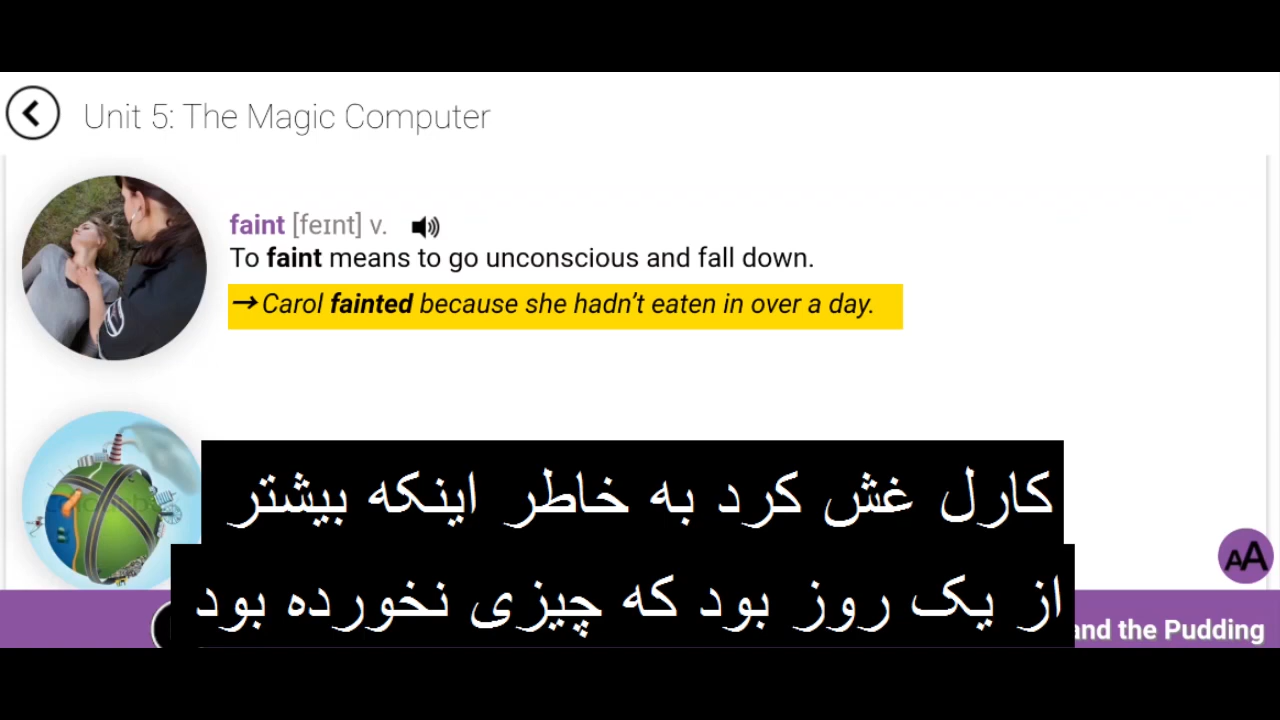 Unit 5: The Magic Computer
faint [feɪnt] v.
To faint means to go unconscious and fall down.
→ Carol fainted because she hadn't eaten in over a day.
کارل غش کرد به خاطر اینکه بیشتر
از یک روز بود که چیزی نخورده بود
AA
and the Pudding